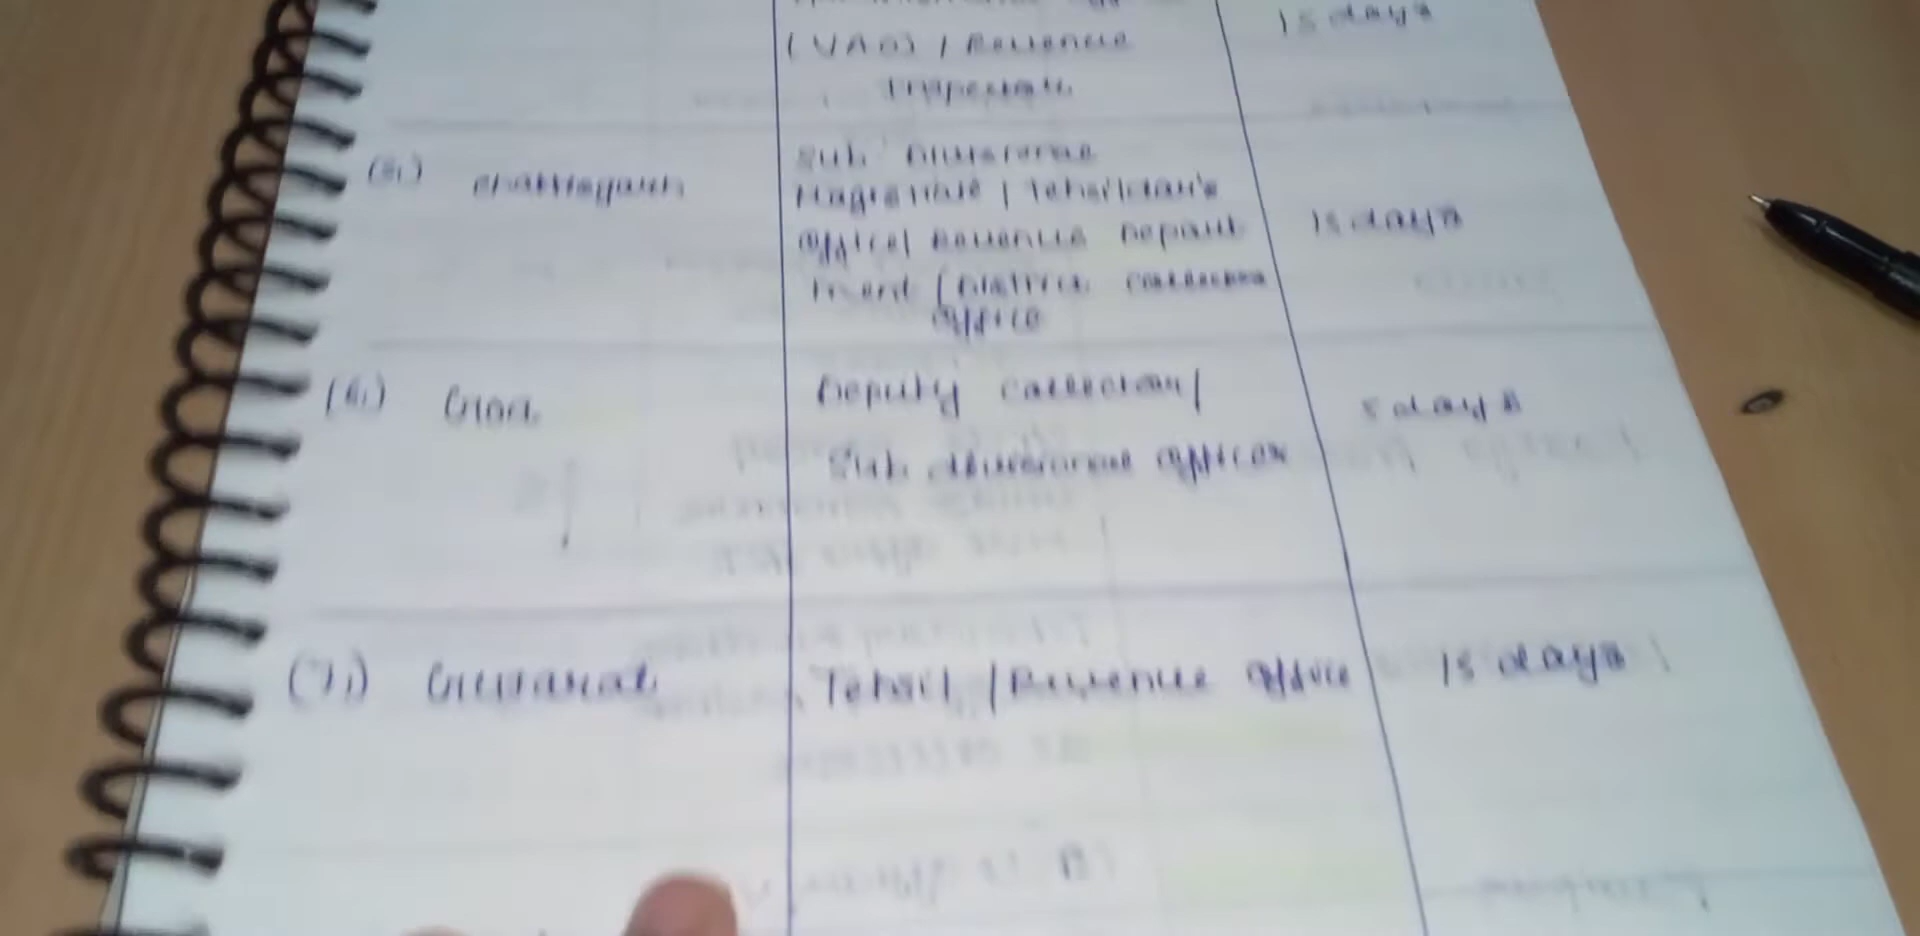 15 days
(VAO) / Revenue
Inspector
(5.) Chattisgarh
Sub Divisional
Magistrate / Tehsildar's
office/ Revenue Depart
ment / District collector
office
15 days
(6.) Goa
Deputy collector/
Sub divisional officer
5 days
(7.) Gujarat
Tehsil / Revenue office
15 days